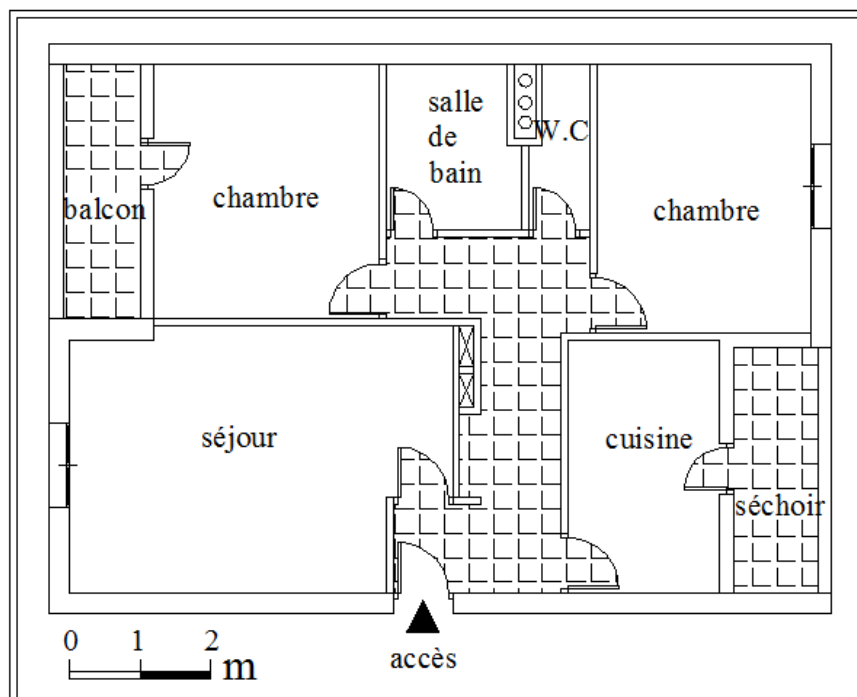 salle
de
bain
W.C
chambre
balcon
chambre
séjour
cuisine
séchoir
0 1 2
m
accès